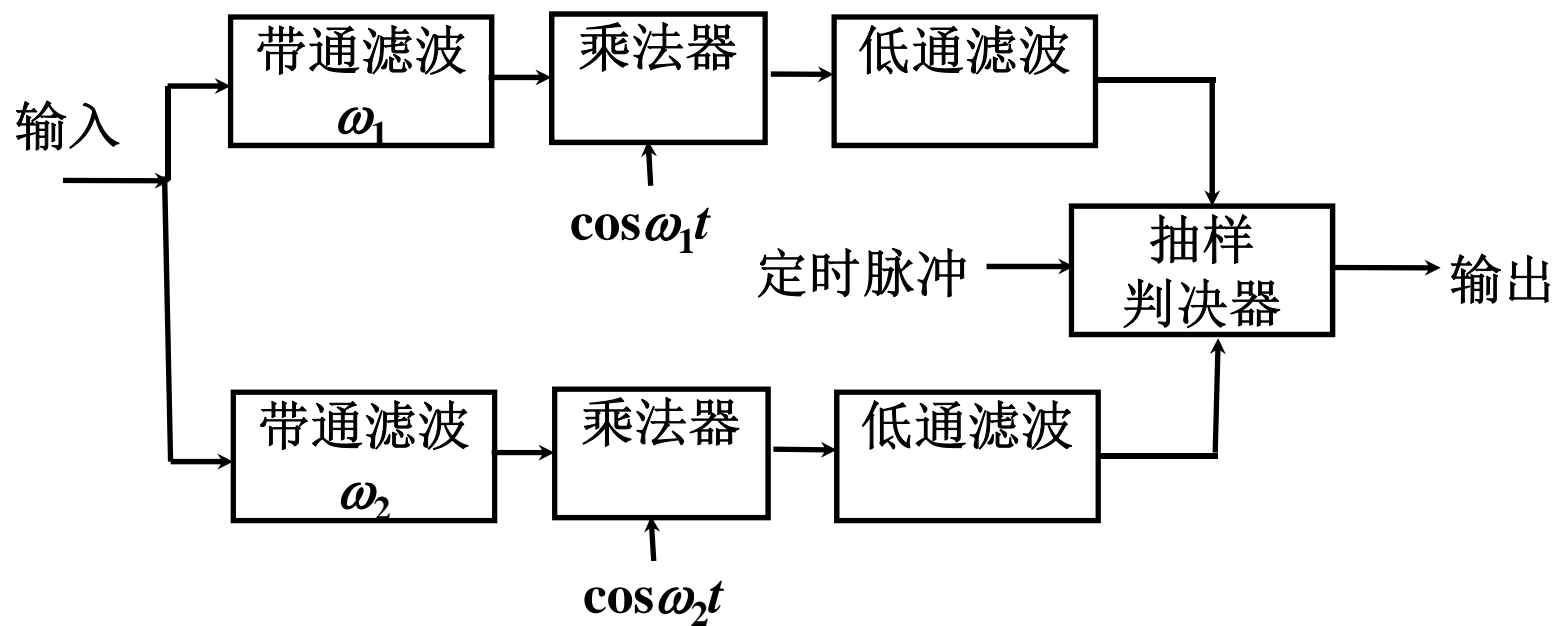 输入
带通滤波
ω1
乘法器
低通滤波
cosω1t
定时脉冲
抽样
判决器
输出
带通滤波
ω2
乘法器
低通滤波
cosω2t